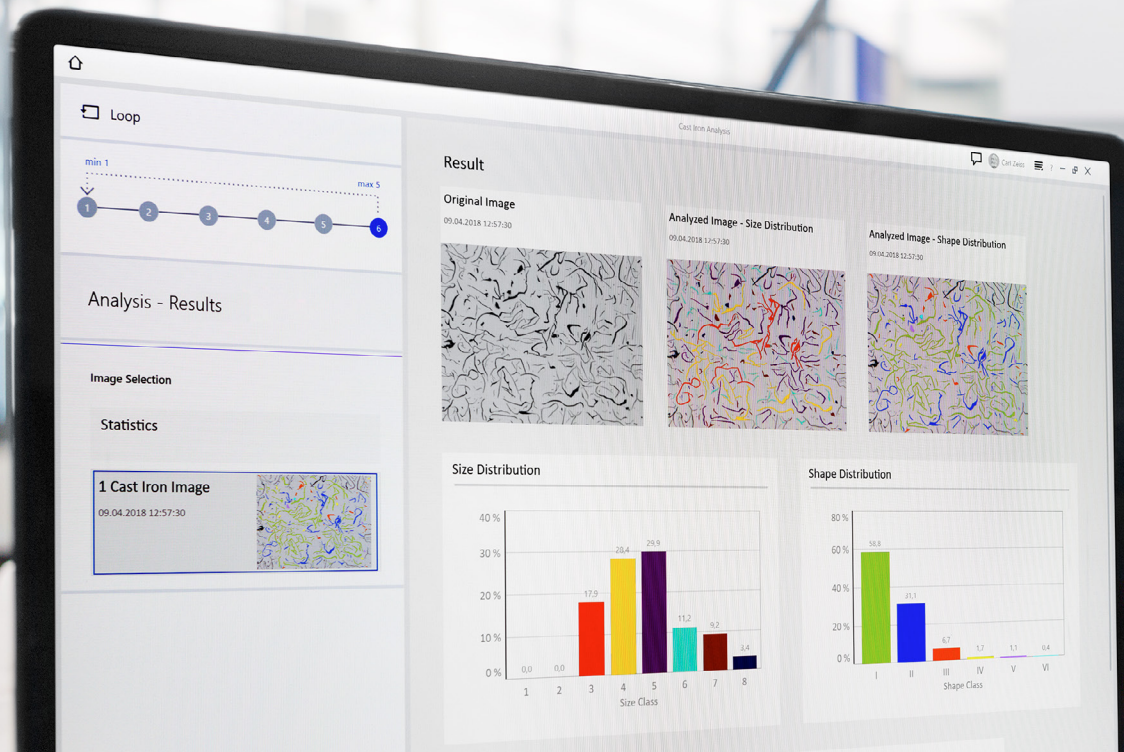 Cast Iron Analysis
Carl Zeiss
Loop
min 1
max 5
1
2
3
4
5
6
Analysis - Results
Image Selection
Statistics
1 Cast Iron Image
09.04.2018 12:57:30
Result
Original Image
09.04.2018 12:57:30
Analyzed Image - Size Distribution
09.04.2018 12:57:30
Analyzed Image - Shape Distribution
09.04.2018 12:57:30
Size Distribution
40 %
30 %
20 %
10 %
0 %
0,0
0,0
17,9
28,4
29,9
11,2
9,2
3,4
1 2 3 4 5 6 7 8
Size Class
Shape Distribution
80 %
60 %
40 %
20 %
0 %
58,8
31,1
6,7
1,7
1,1
0,4
I II III IV V VI
Shape Class